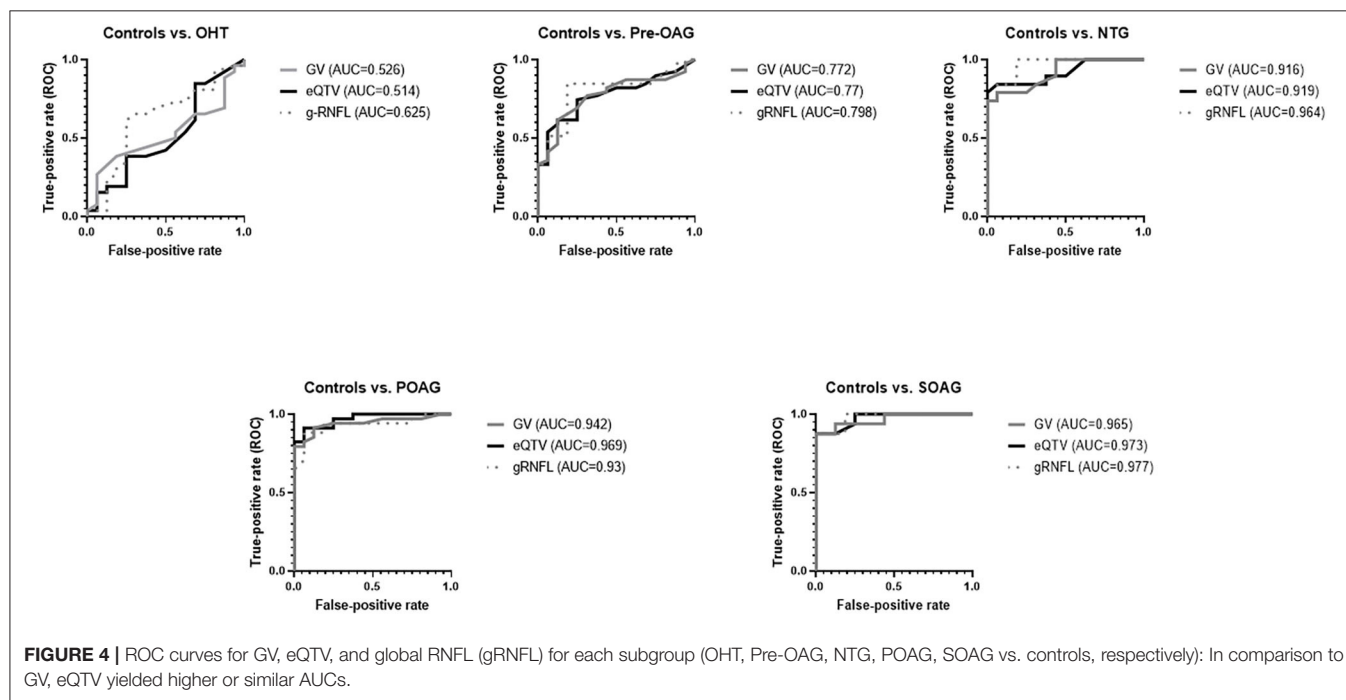 Controls vs. OHT
True-positive rate (ROC)
1.0
0.5
0.0
0.0 0.5 1.0
False-positive rate
GV (AUC=0.526)
eQTV (AUC=0.514)
g-RNFL (AUC=0.625)
Controls vs. Pre-OAG
True-positive rate (ROC)
1.0
0.5
0.0
0.0 0.5 1.0
False-positive rate
GV (AUC=0.772)
eQTV (AUC=0.77)
gRNFL (AUC=0.798)
Controls vs. NTG
True-positive rate (ROC)
1.0
0.5
0.0
0.0 0.5 1.0
False-positive rate
GV (AUC=0.916)
eQTV (AUC=0.919)
gRNFL (AUC=0.964)
Controls vs. POAG
True-positive rate (ROC)
1.0
0.5
0.0
0.0 0.5 1.0
False-positive rate
GV (AUC=0.942)
eQTV (AUC=0.969)
gRNFL (AUC=0.93)
Controls vs. SOAG
True-positive rate (ROC)
1.0
0.5
0.0
0.0 0.5 1.0
False-positive rate
GV (AUC=0.965)
eQTV (AUC=0.973)
gRNFL (AUC=0.977)
FIGURE 4 | ROC curves for GV, eQTV, and global RNFL (gRNFL) for each subgroup (OHT, Pre-OAG, NTG, POAG, SOAG vs. controls, respectively): In comparison to
GV, eQTV yielded higher or similar AUCs.